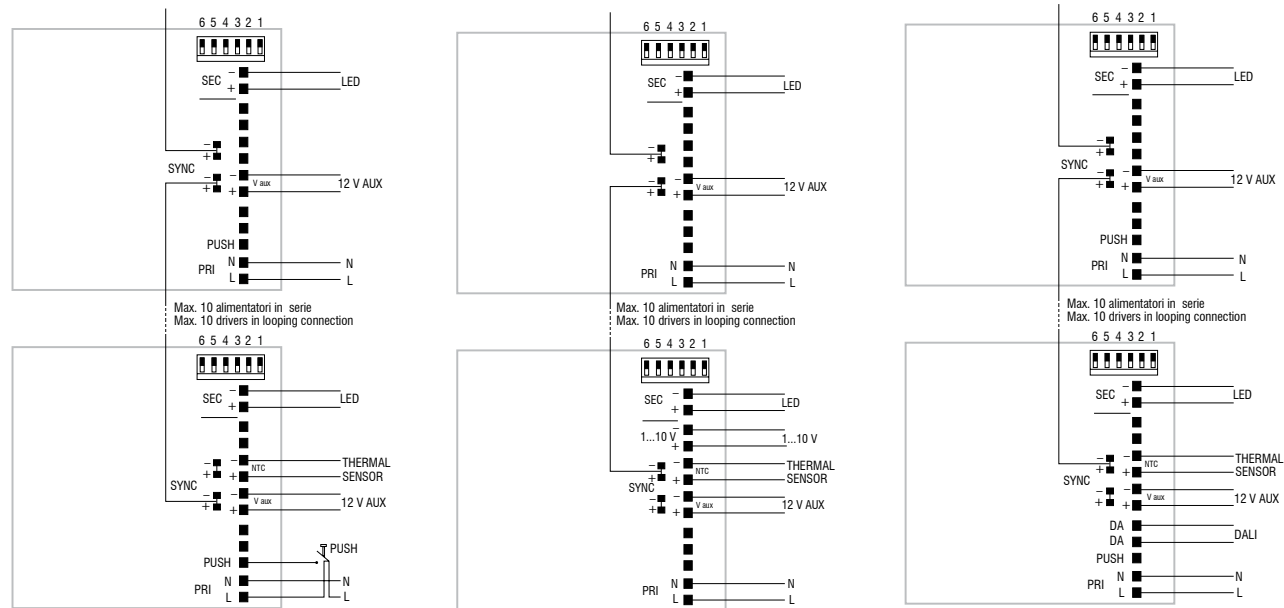 6 5 4 3 2 1
SEC
−
+
LED
SYNC
−
+
−
+
−
+
V aux
12 V AUX
PUSH
PRI
N
L
N
L
Max. 10 alimentatori in serie
Max. 10 drivers in looping connection
6 5 4 3 2 1
SEC
−
+
LED
−
+
NTC
THERMAL
SENSOR
SYNC
−
+
−
+
−
+
V aux
12 V AUX
PUSH
PUSH
PRI
N
L
N
L
6 5 4 3 2 1
SEC
−
+
LED
SYNC
−
+
−
+
−
+
V aux
12 V AUX
PRI
N
L
N
L
Max. 10 alimentatori in serie
Max. 10 drivers in looping connection
6 5 4 3 2 1
SEC
−
+
LED
1...10 V
−
+
1...10 V
−
+
NTC
THERMAL
SENSOR
SYNC
−
+
−
+
−
+
V aux
12 V AUX
PRI
N
L
N
L
6 5 4 3 2 1
SEC
−
+
LED
SYNC
−
+
−
+
−
+
V aux
12 V AUX
PUSH
PRI
N
L
N
L
Max. 10 alimentatori in serie
Max. 10 drivers in looping connection
6 5 4 3 2 1
SEC
−
+
LED
−
+
NTC
THERMAL
SENSOR
SYNC
−
+
−
+
−
+
V aux
12 V AUX
DA
DA
DALI
PUSH
PRI
N
L
N
L